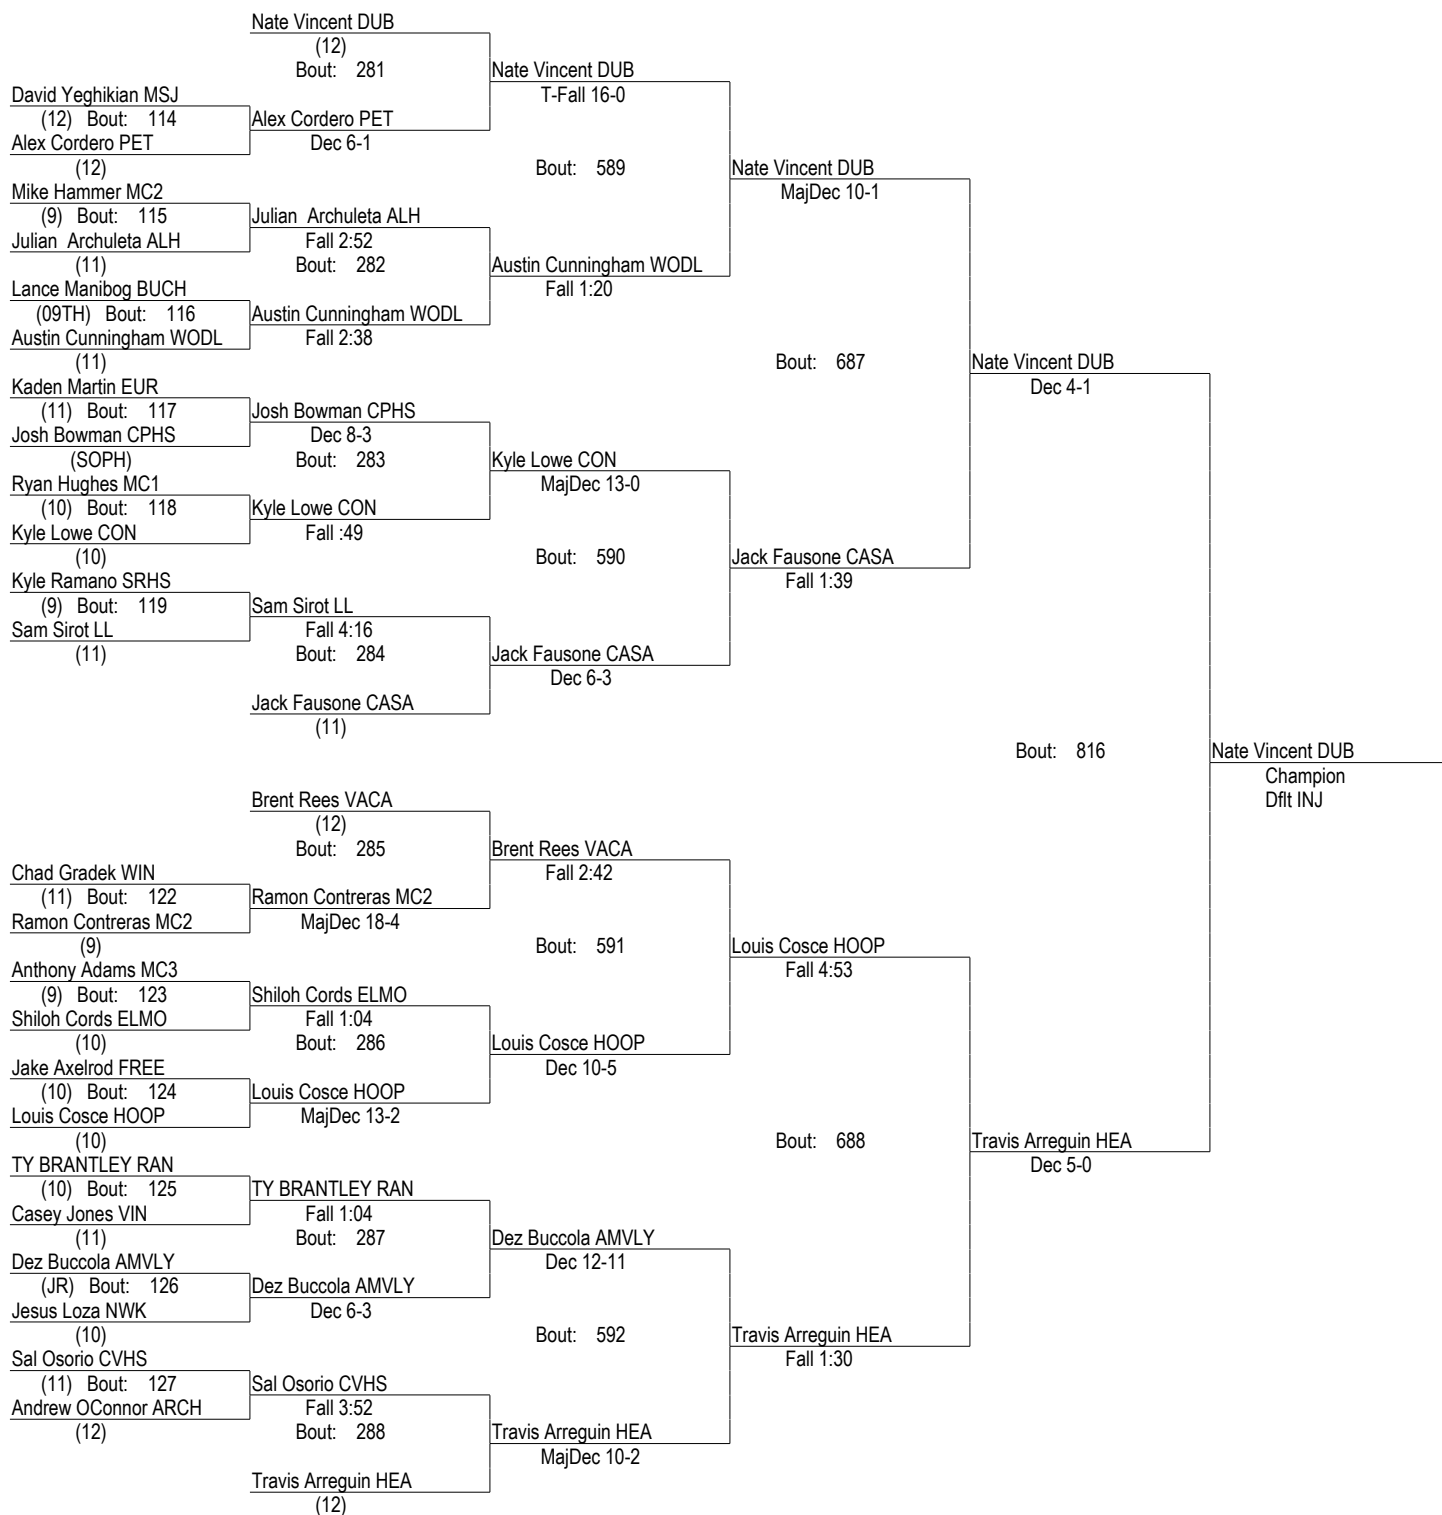 Nate Vincent DUB
(12)
Bout: 281
Nate Vincent DUB
T-Fall 16-0
David Yeghikian MSJ
(12) Bout: 114
Alex Cordero PET
Alex Cordero PET
Dec 6-1
(12)
Bout: 589
Nate Vincent DUB
MajDec 10-1
Mike Hammer MC2
(9) Bout: 115
Julian Archuleta ALH
Julian Archuleta ALH
Fall 2:52
(11)
Bout: 282
Austin Cunningham WODL
Fall 1:20
Lance Manibog BUCH
(09TH) Bout: 116
Austin Cunningham WODL
Austin Cunningham WODL
Fall 2:38
(11)
Bout: 687
Nate Vincent DUB
Dec 4-1
Kaden Martin EUR
(11) Bout: 117
Josh Bowman CPHS
Josh Bowman CPHS
Dec 8-3
(SOPH)
Bout: 283
Kyle Lowe CON
MajDec 13-0
Ryan Hughes MC1
(10) Bout: 118
Kyle Lowe CON
Kyle Lowe CON
Fall :49
(10)
Bout: 590
Jack Fausone CASA
Fall 1:39
Kyle Ramano SRHS
(9) Bout: 119
Sam Sirot LL
Sam Sirot LL
Fall 4:16
(11)
Bout: 284
Jack Fausone CASA
Dec 6-3
Jack Fausone CASA
(11)
Bout: 816
Nate Vincent DUB
Champion
Dflt INJ
Brent Rees VACA
(12)
Bout: 285
Brent Rees VACA
Fall 2:42
Chad Gradek WIN
(11) Bout: 122
Ramon Contreras MC2
Ramon Contreras MC2
MajDec 18-4
(9)
Bout: 591
Louis Cosce HOOP
Fall 4:53
Anthony Adams MC3
(9) Bout: 123
Shiloh Cords ELMO
Shiloh Cords ELMO
Fall 1:04
(10)
Bout: 286
Louis Cosce HOOP
Dec 10-5
Jake Axelrod FREE
(10) Bout: 124
Louis Cosce HOOP
Louis Cosce HOOP
MajDec 13-2
(10)
Bout: 688
Travis Arreguin HEA
Dec 5-0
TY BRANTLEY RAN
(10) Bout: 125
TY BRANTLEY RAN
Casey Jones VIN
Fall 1:04
(11)
Bout: 287
Dez Buccola AMVLY
Dec 12-11
Dez Buccola AMVLY
(JR) Bout: 126
Dez Buccola AMVLY
Jesus Loza NWK
Dec 6-3
(10)
Bout: 592
Travis Arreguin HEA
Fall 1:30
Sal Osorio CVHS
(11) Bout: 127
Sal Osorio CVHS
Andrew OConnor ARCH
Fall 3:52
(12)
Bout: 288
Travis Arreguin HEA
MajDec 10-2
Travis Arreguin HEA
(12)